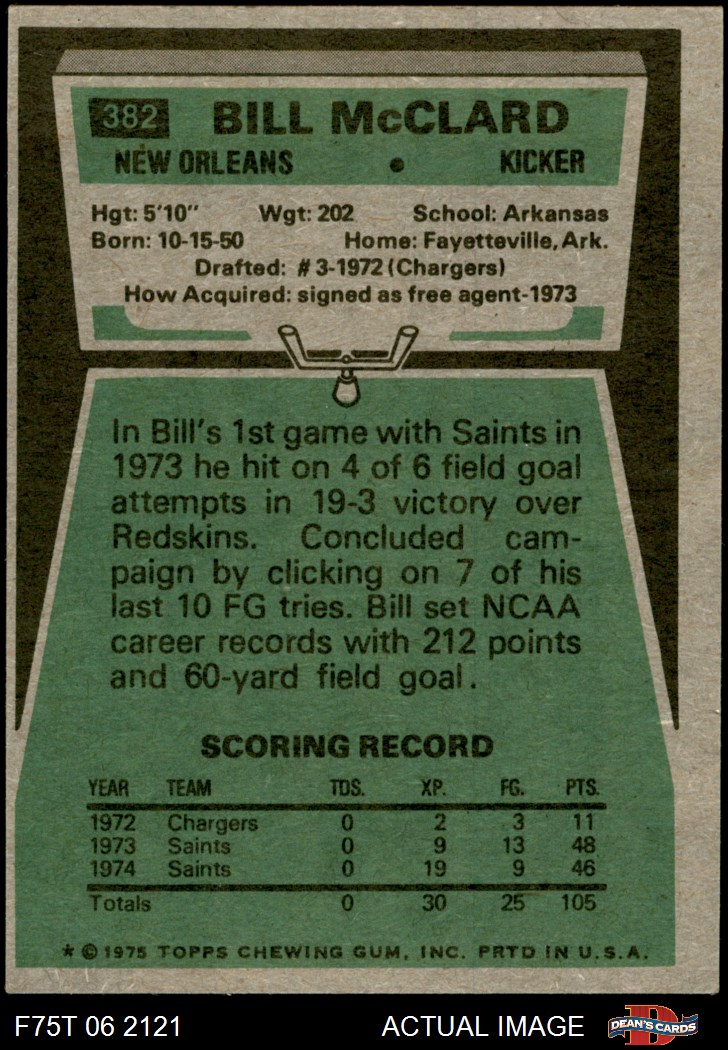 382 BILL McCLARD
NEW ORLEANS • KICKER
Hgt: 5'10" Wgt: 202 School: Arkansas
Born: 10-15-50 Home: Fayetteville, Ark.
Drafted: #3-1972 (Chargers)
How Acquired: signed as free agent-1973
In Bill's 1st game with Saints in
1973 he hit on 4 of 6 field goal
attempts in 19-3 victory over
Redskins. Concluded cam-
paign by clicking on 7 of his
last 10 FG tries. Bill set NCAA
career records with 212 points
and 60-yard field goal.
SCORING RECORD
YEAR TEAM TDS. XP. FG. PTS.
1972 Chargers 0 2 3 11
1973 Saints 0 9 13 48
1974 Saints 0 19 9 46
Totals 0 30 25 105
* © 1975 TOPPS CHEWING GUM, INC. PRTD IN U.S.A.
F75T 06 2121 ACTUAL IMAGE D DEAN'S CARDS